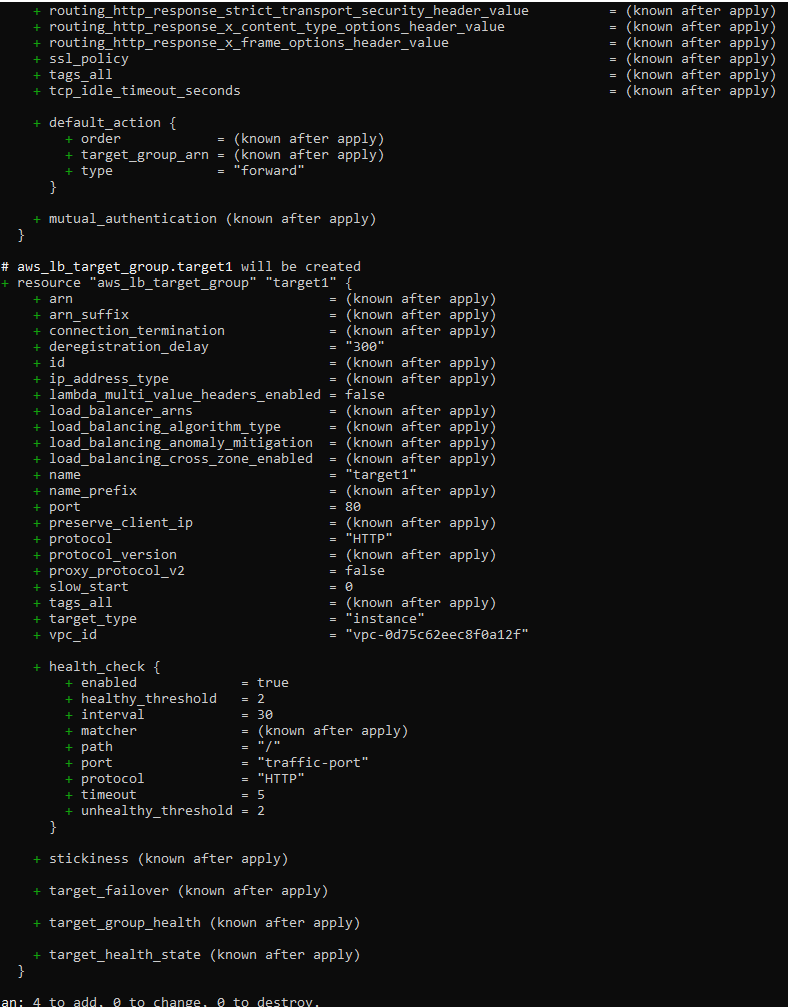 + routing_http_response_strict_transport_security_header_value = (known after apply)
+ routing_http_response_x_content_type_options_header_value = (known after apply)
+ routing_http_response_x_frame_options_header_value = (known after apply)
+ ssl_policy = (known after apply)
+ tags_all = (known after apply)
+ tcp_idle_timeout_seconds = (known after apply)
+ default_action {
+ order = (known after apply)
+ target_group_arn = (known after apply)
+ type = "forward"
}
+ mutual_authentication (known after apply)
}
# aws_lb_target_group.target1 will be created
+ resource "aws_lb_target_group" "target1" {
+ arn = (known after apply)
+ arn_suffix = (known after apply)
+ connection_termination = (known after apply)
+ deregistration_delay = "300"
+ id = (known after apply)
+ ip_address_type = (known after apply)
+ lambda_multi_value_headers_enabled = false
+ load_balancer_arns = (known after apply)
+ load_balancing_algorithm_type = (known after apply)
+ load_balancing_anomaly_mitigation = (known after apply)
+ load_balancing_cross_zone_enabled = (known after apply)
+ name = "target1"
+ name_prefix = (known after apply)
+ port = 80
+ preserve_client_ip = (known after apply)
+ protocol = "HTTP"
+ protocol_version = (known after apply)
+ proxy_protocol_v2 = false
+ slow_start = 0
+ tags_all = (known after apply)
+ target_type = "instance"
+ vpc_id = "vpc-0d75c62eec8f0a12f"
+ health_check {
+ enabled = true
+ healthy_threshold = 2
+ interval = 30
+ matcher = (known after apply)
+ path = "/"
+ port = "traffic-port"
+ protocol = "HTTP"
+ timeout = 5
+ unhealthy_threshold = 2
}
+ stickiness (known after apply)
+ target_failover (known after apply)
+ target_group_health (known after apply)
+ target_health_state (known after apply)
}
an: 4 to add, 0 to change, 0 to destroy.